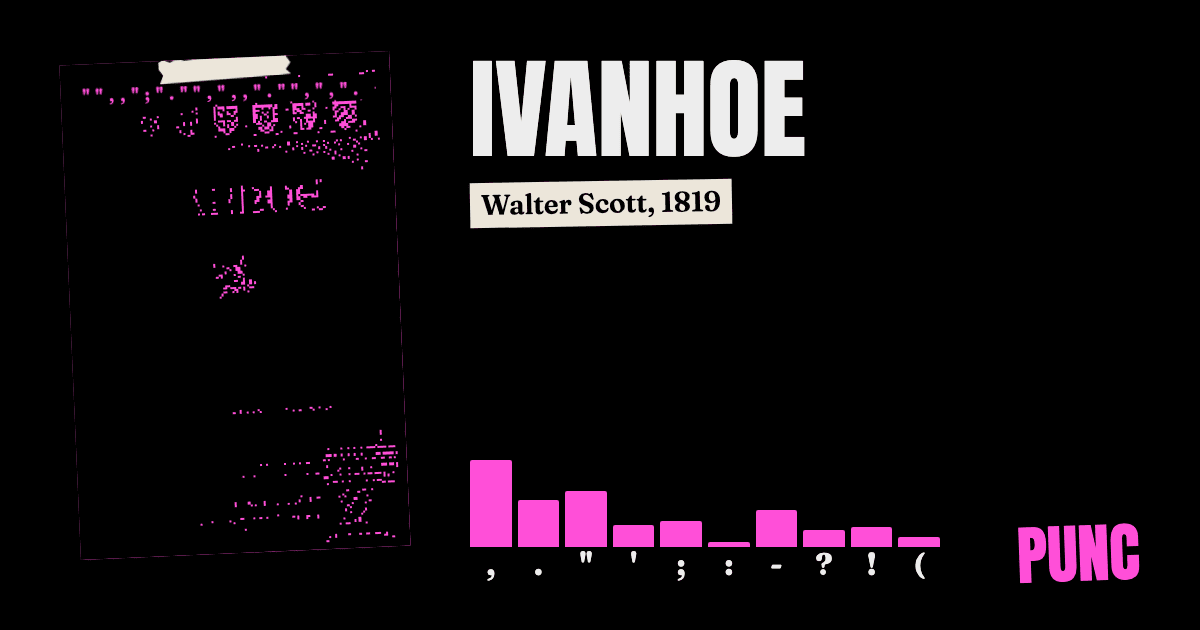 "",,";"."","",,"."","",".
IVANHOE
Walter Scott, 1819
, . " ' ; : - ? ! (
PUNC